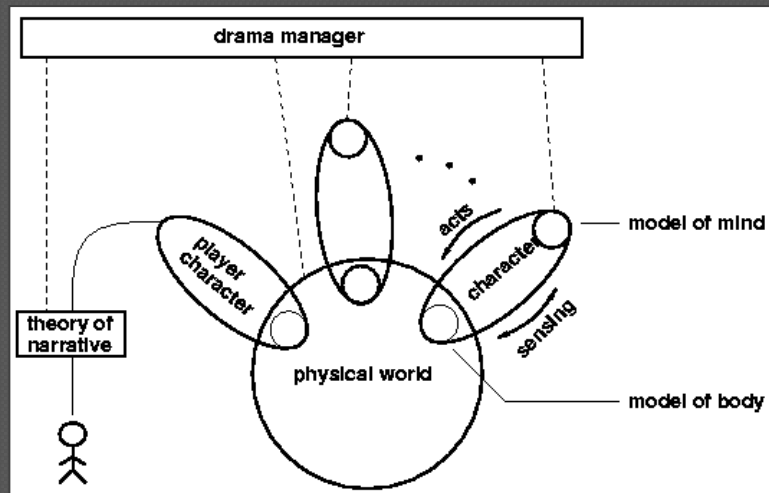 drama manager
acts
model of mind
player
character
character
theory of
narrative
sensing
physical world
model of body